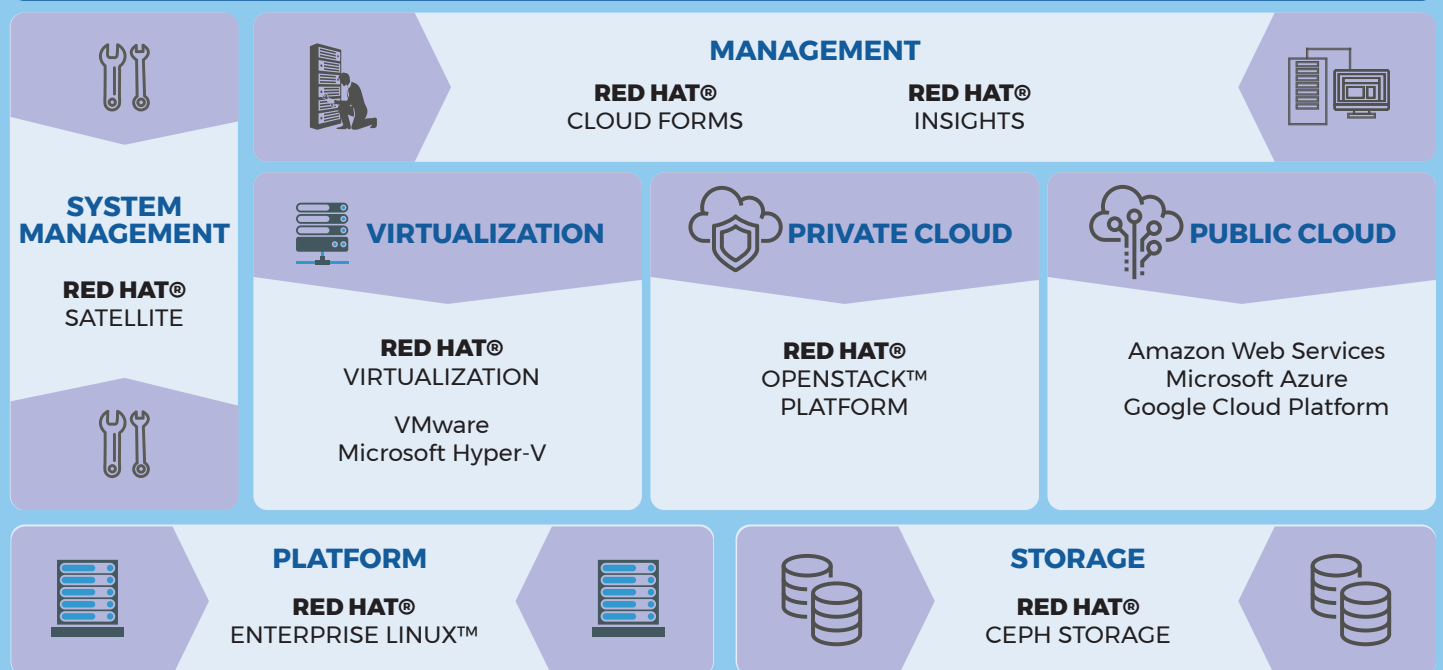 MANAGEMENT
RED HAT®
CLOUD FORMS
RED HAT®
INSIGHTS
SYSTEM
MANAGEMENT
RED HAT®
SATELLITE
VIRTUALIZATION
RED HAT®
VIRTUALIZATION
VMware
Microsoft Hyper-V
PRIVATE CLOUD
RED HAT®
OPENSTACK™
PLATFORM
PUBLIC CLOUD
Amazon Web Services
Microsoft Azure
Google Cloud Platform
PLATFORM
RED HAT®
ENTERPRISE LINUX™
STORAGE
RED HAT®
CEPH STORAGE